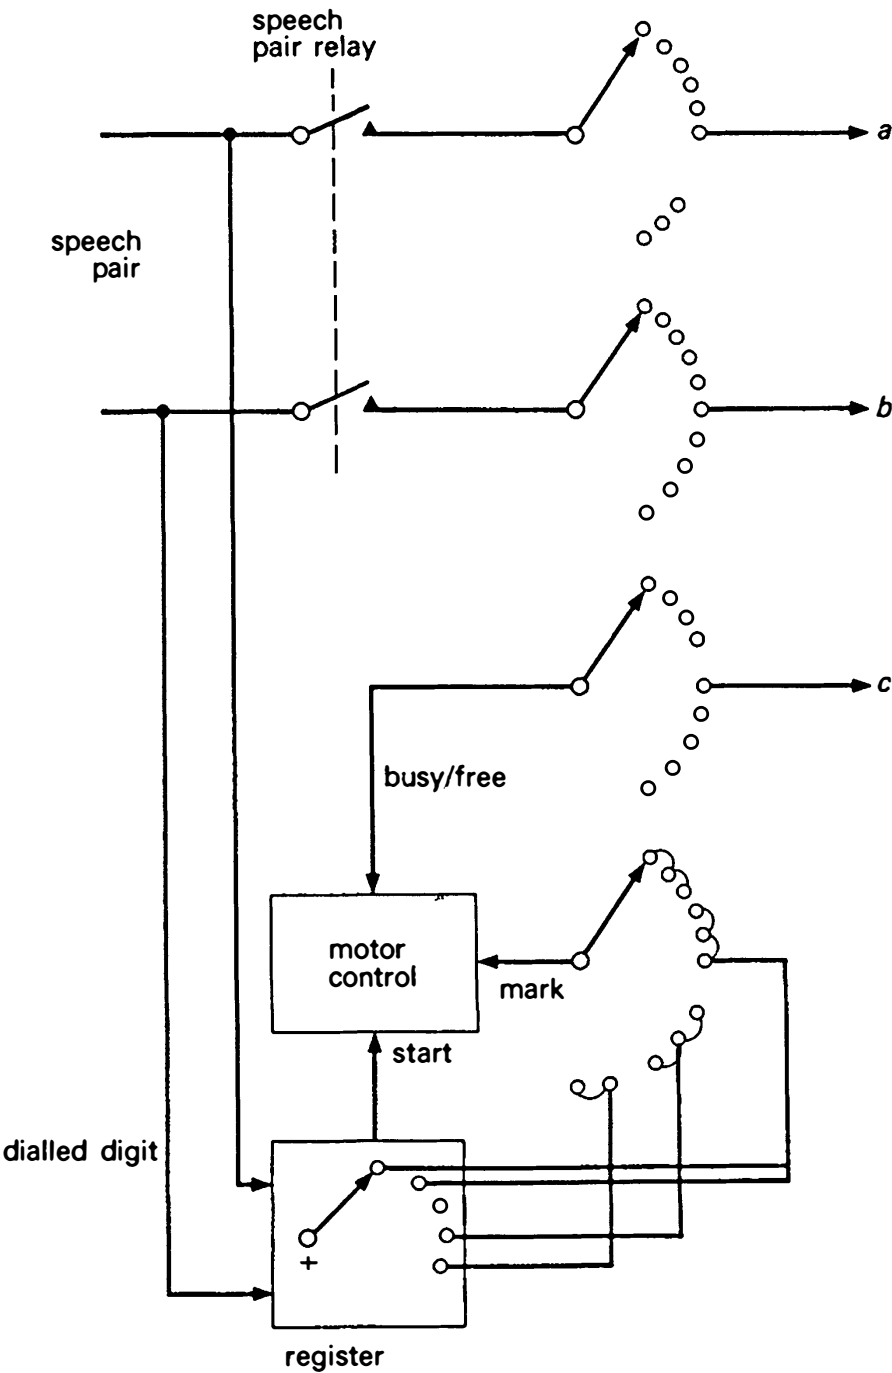 speech
pair relay
a
speech
pair
b
c
busy/free
motor
control
mark
start
dialled digit
+
register